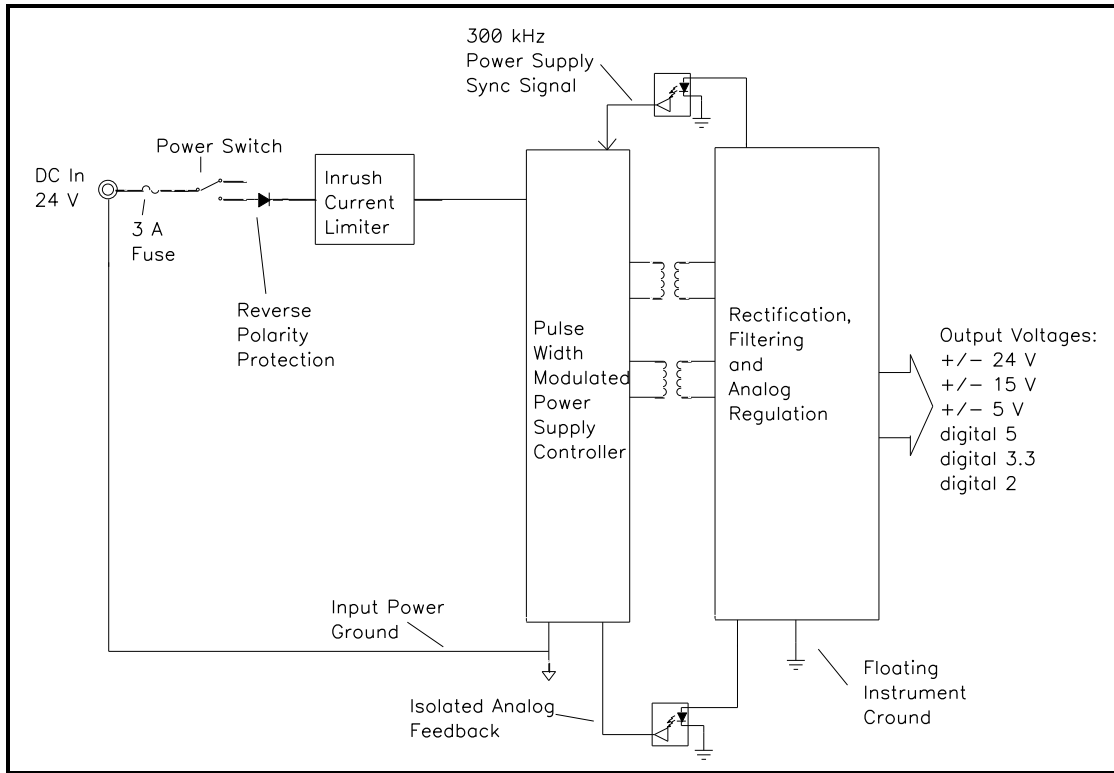 300 kHz
Power Supply
Sync Signal
Power Switch
DC In
24 V
3 A
Fuse
Inrush
Current
Limiter
Reverse
Polarity
Protection
Pulse
Width
Modulated
Power
Supply
Controller
Rectification,
Filtering
and
Analog
Regulation
Output Voltages:
+/- 24 V
+/- 15 V
+/- 5 V
digital 5
digital 3.3
digital 2
Input Power
Ground
Isolated Analog
Feedback
Floating
Instrument
Ground